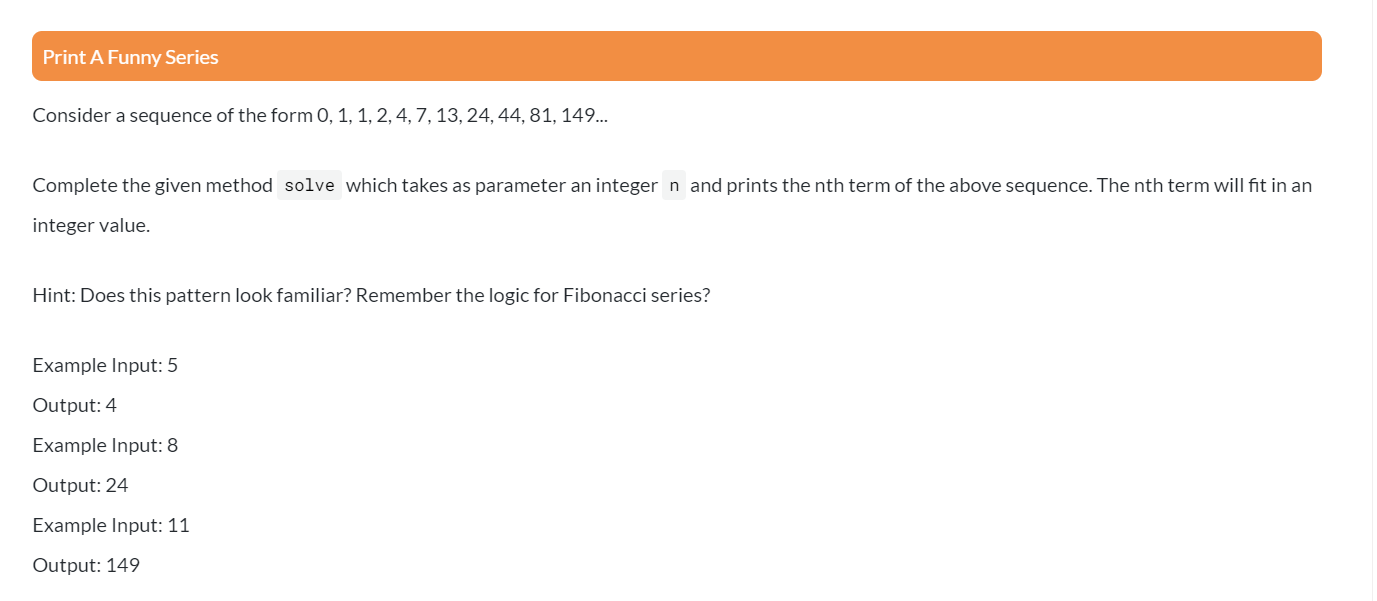 Print A Funny Series
Consider a sequence of the form 0, 1, 1, 2, 4, 7, 13, 24, 44, 81, 149...
Complete the given method solve which takes as parameter an integer n and prints the nth term of the above sequence. The nth term will fit in an
integer value.
Hint: Does this pattern look familiar? Remember the logic for Fibonacci series?
Example Input: 5
Output: 4
Example Input: 8
Output: 24
Example Input: 11
Output: 149